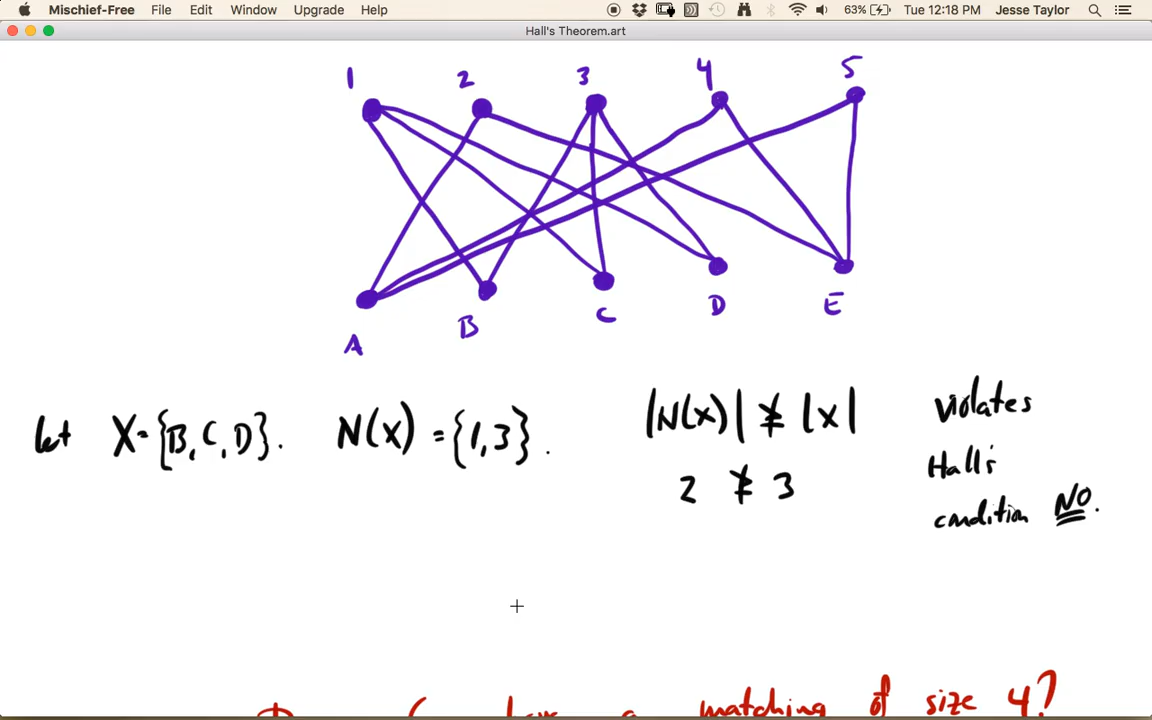 Mischief-Free File Edit Window Upgrade Help 63% Tue 12:18 PM Jesse Taylor
Hall's Theorem.art
1 2 3 4 5
A B C D E
let X = {B, C, D}. N(x) = {1,3}. |N(x)| ≱ |x| violates
2 ≱ 3 Hall's
condition NO.
have a matching of size 4?